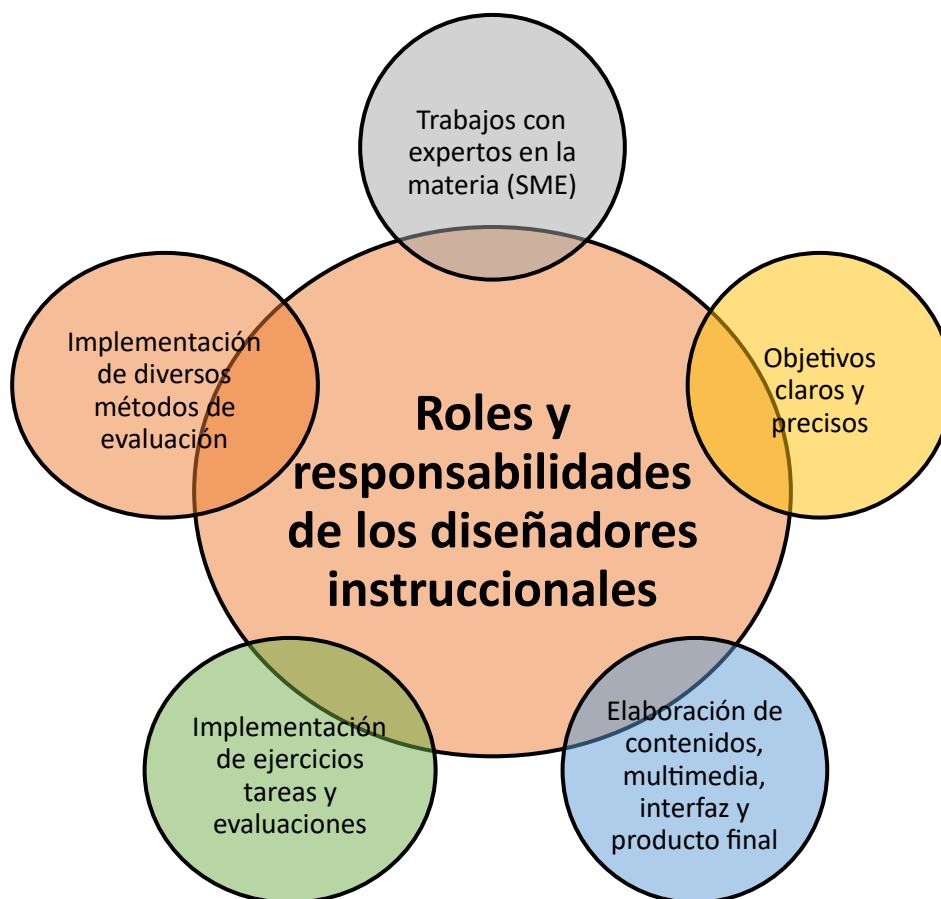 Trabajos con
expertos en la
materia (SME)
Implementación
de diversos
métodos de
evaluación
Objetivos
claros y
precisos
Roles y
responsabilidades
de los diseñadores
instruccionales
Implementación
de ejercicios
tareas y
evaluaciones
Elaboración de
contenidos,
multimedia,
interfaz y
producto final